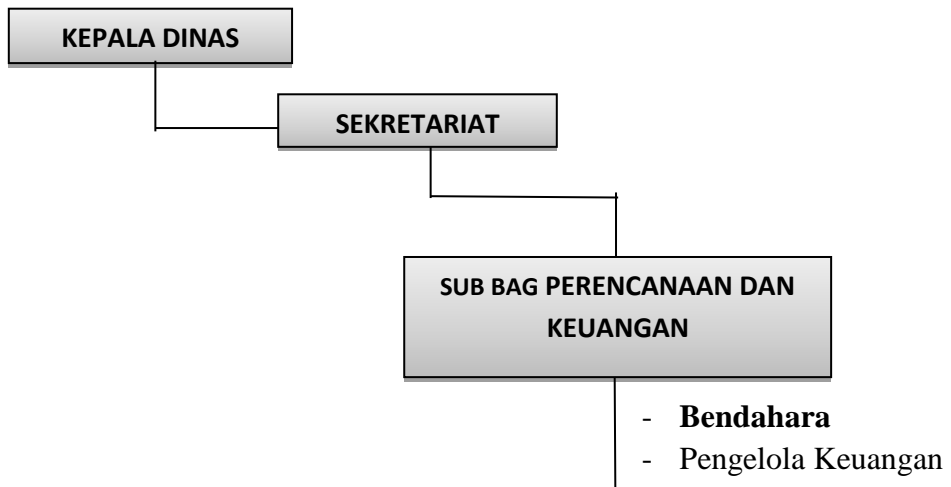 KEPALA DINAS
SEKRETARIAT
SUB BAG PERENCANAAN DAN
KEUANGAN
- Bendahara
- Pengelola Keuangan